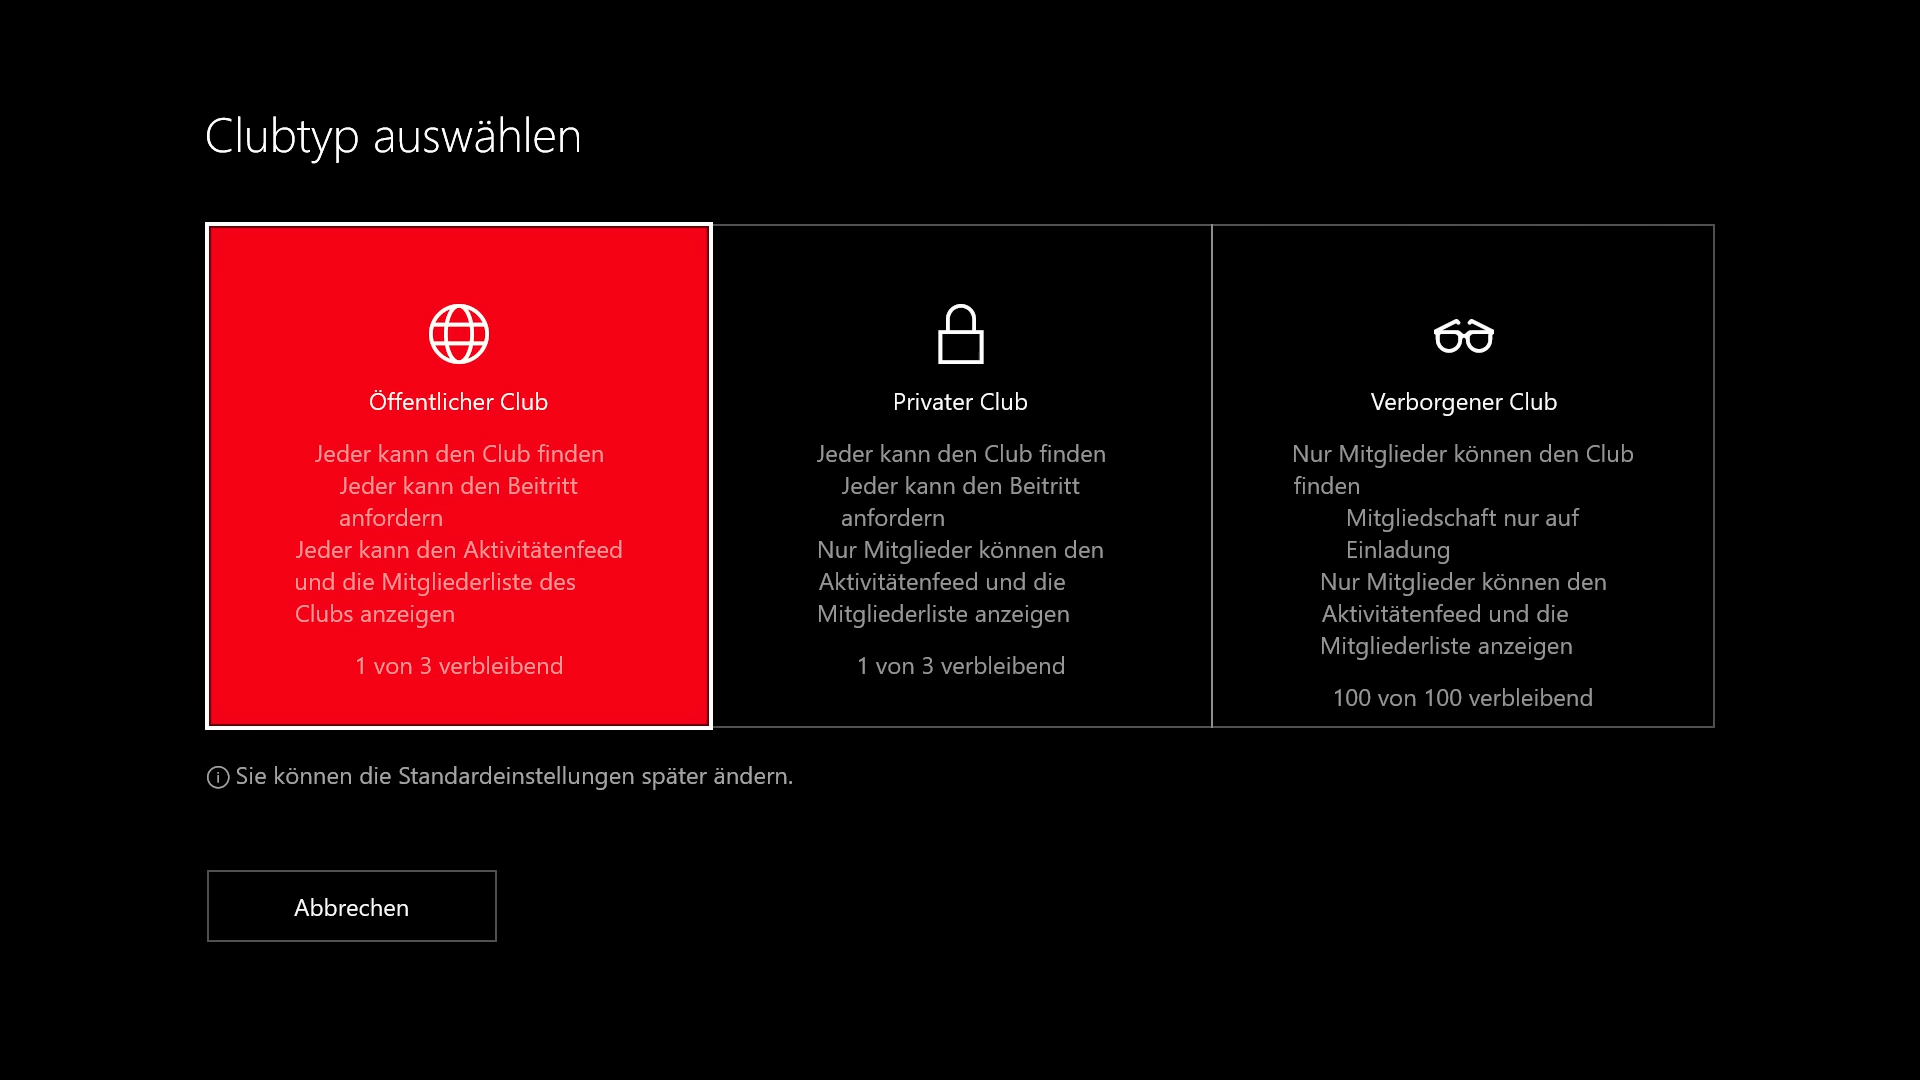 Clubtyp auswählen
Öffentlicher Club
Jeder kann den Club finden
Jeder kann den Beitritt
anfordern
Jeder kann den Aktivitätenfeed
und die Mitgliederliste des
Clubs anzeigen
1 von 3 verbleibend
Privater Club
Jeder kann den Club finden
Jeder kann den Beitritt
anfordern
Nur Mitglieder können den
Aktivitätenfeed und die
Mitgliederliste anzeigen
1 von 3 verbleibend
Verborgener Club
Nur Mitglieder können den Club
finden
Mitgliedschaft nur auf
Einladung
Nur Mitglieder können den
Aktivitätenfeed und die
Mitgliederliste anzeigen
100 von 100 verbleibend
Sie können die Standardeinstellungen später ändern.
Abbrechen